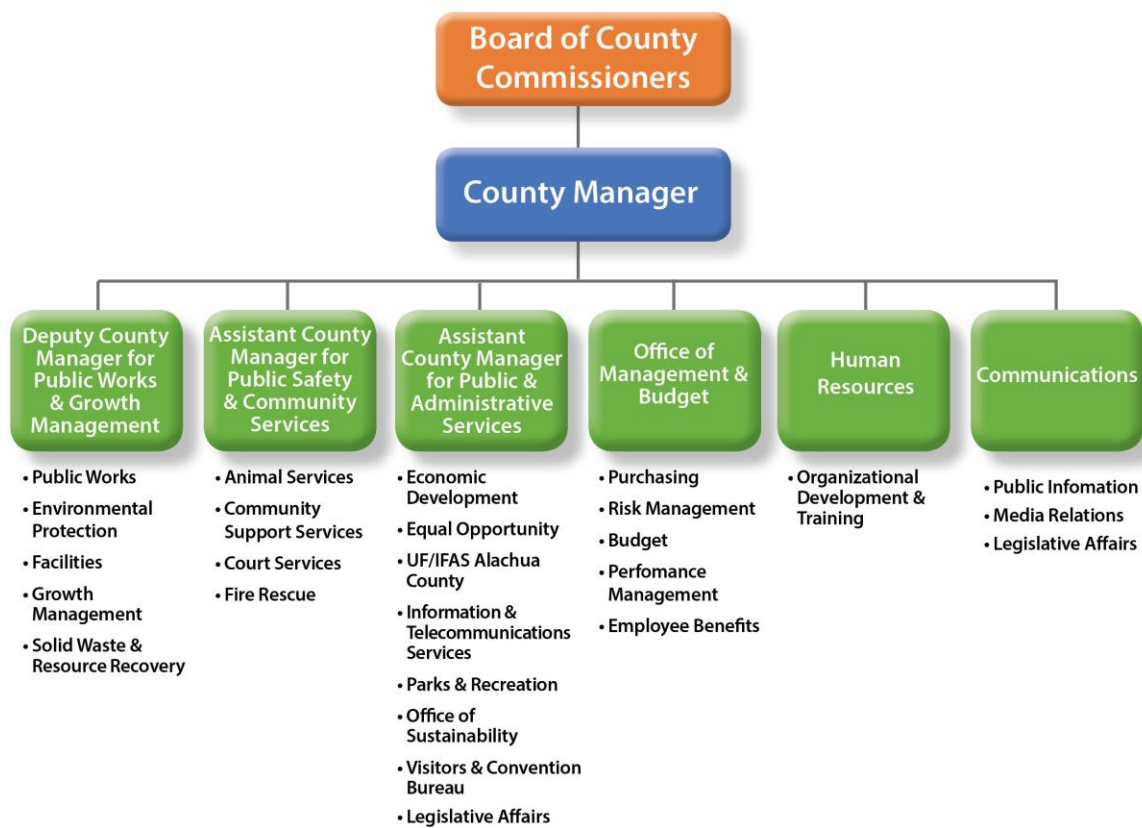 Board of County
Commissioners
County Manager
Deputy County
Manager for
Public Works
& Growth
Management
• Public Works
• Environmental
Protection
• Facilities
• Growth
Management
• Solid Waste &
Resource Recovery
Assistant County
Manager for
Public Safety
& Community
Services
• Animal Services
• Community
Support Services
• Court Services
• Fire Rescue
Assistant
County Manager
for Public &
Administrative
Services
• Economic
Development
• Equal Opportunity
• UF/IFAS Alachua
County
• Information &
Telecommunications
Services
• Parks & Recreation
• Office of
Sustainability
• Visitors & Convention
Bureau
• Legislative Affairs
Office of
Management &
Budget
• Purchasing
• Risk Management
• Budget
• Perfomance
Management
• Employee Benefits
Human
Resources
• Organizational
Development &
Training
Communications
• Public Infomation
• Media Relations
• Legislative Affairs